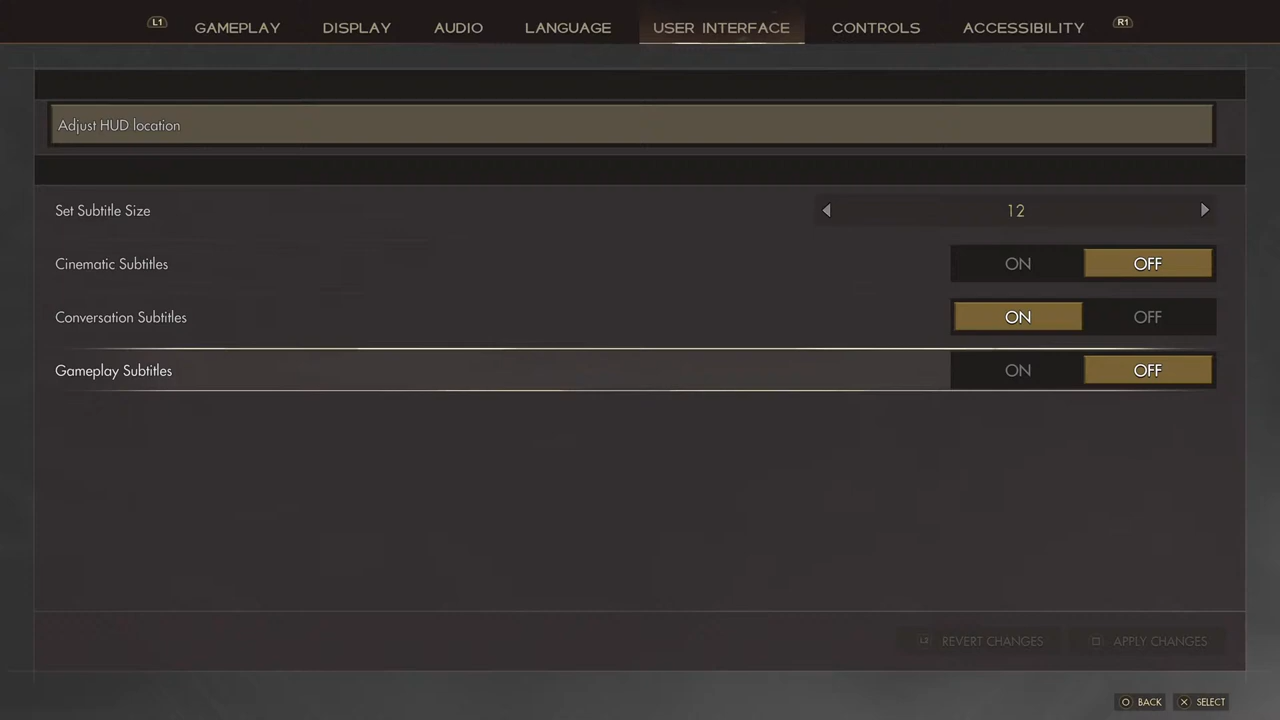 L1 GAMEPLAY DISPLAY AUDIO LANGUAGE USER INTERFACE CONTROLS ACCESSIBILITY R1
Adjust HUD location
Set Subtitle Size 12
Cinematic Subtitles ON OFF
Conversation Subtitles ON OFF
Gameplay Subtitles ON OFF
L2 REVERT CHANGES APPLY CHANGES
BACK SELECT